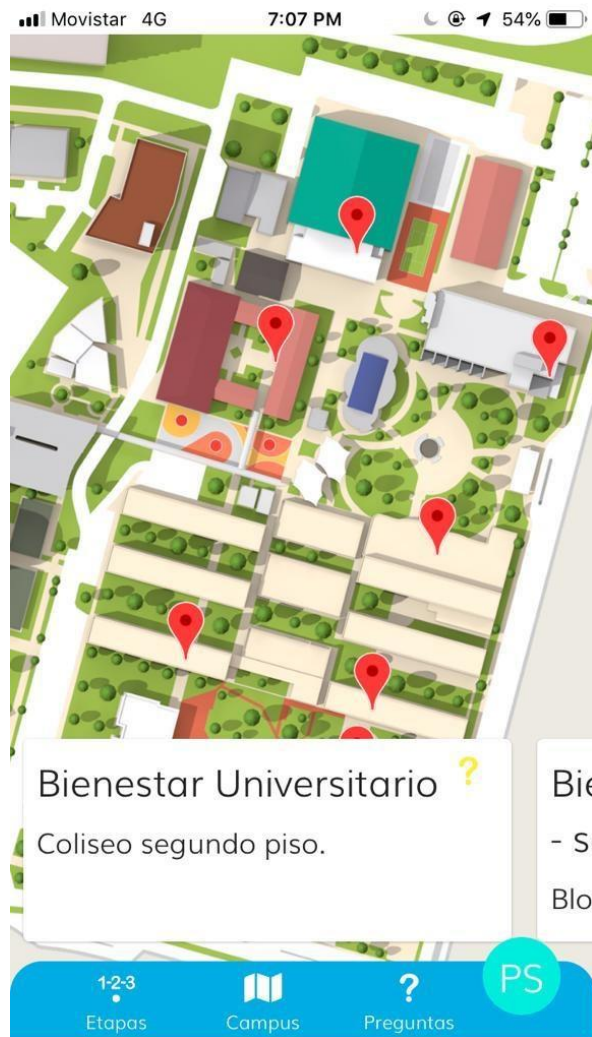 Movistar 4G 7:07 PM 54%
Bienestar Universitario ?
Coliseo segundo piso.
Bie
- S
Blo
1-2-3
Etapas
Campus
?
Preguntas
PS